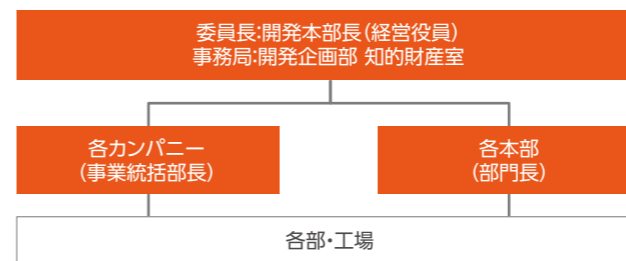 委員長:開発本部長(経営役員)
事務局:開発企画部 知的財産室
各カンパニー
(事業統括部長)
各本部
(部門長)
各部・工場